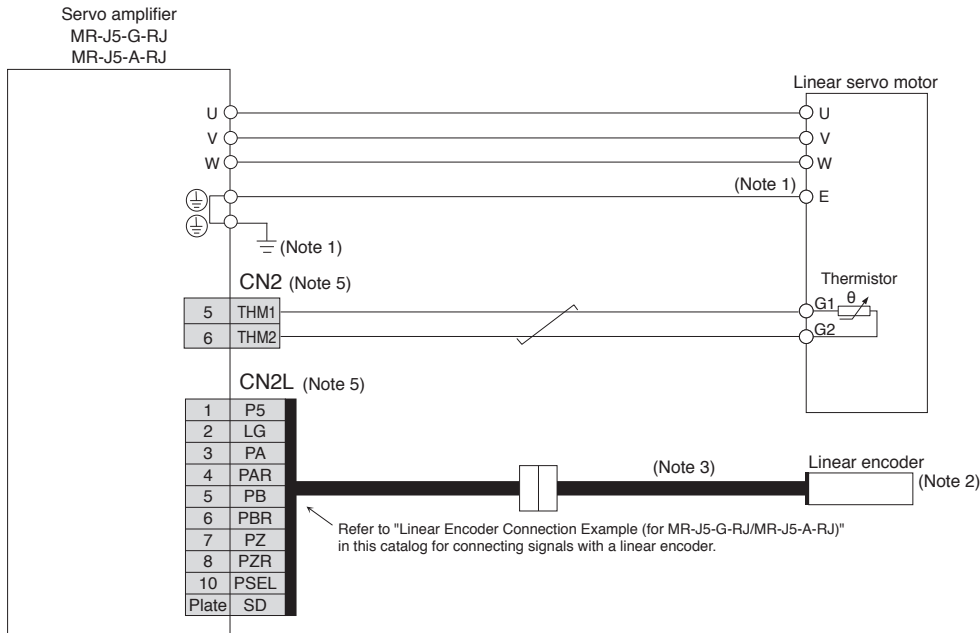 Servo amplifier
MR-J5-G-RJ
MR-J5-A-RJ
Linear servo motor
U U
V V
W W
(Note 1) E
(Note 1)
CN2 (Note 5)
Thermistor
5 THM1 G1 θ
6 THM2 G2
CN2L (Note 5)
1 P5
2 LG
3 PA
4 PAR
5 PB
6 PBR
7 PZ
8 PZR
10 PSEL
Plate SD
(Note 3)
Linear encoder
(Note 2)
Refer to "Linear Encoder Connection Example (for MR-J5-G-RJ/MR-J5-A-RJ)"
in this catalog for connecting signals with a linear encoder.